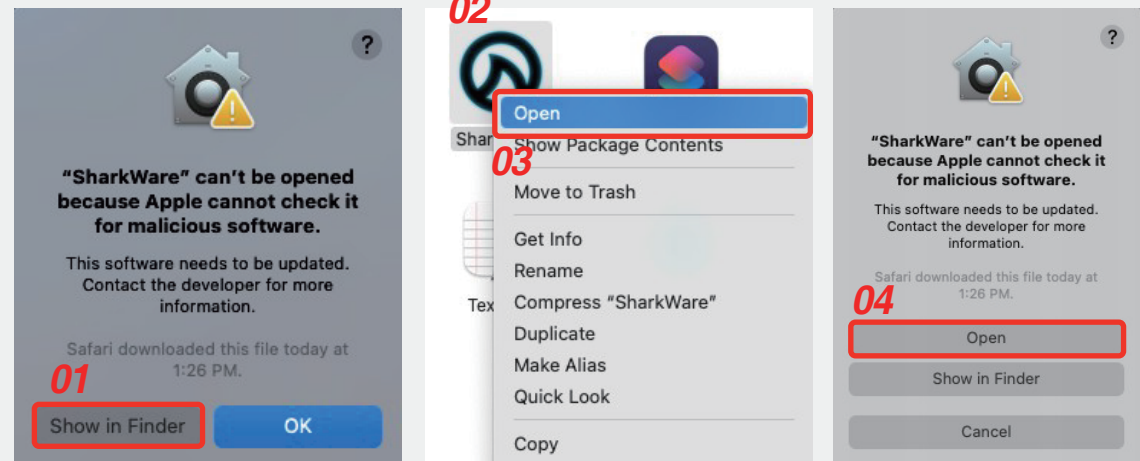 ?
“SharkWare” can’t be opened
because Apple cannot check it
for malicious software.
This software needs to be updated.
Contact the developer for more
information.
Safari downloaded this file today at
1:26 PM.
01
Show in Finder
OK
02
Shar
Open
03
Show Package Contents
Move to Trash
Get Info
Rename
Tex
Compress “SharkWare”
Duplicate
Make Alias
Quick Look
Copy
?
“SharkWare” can’t be opened
because Apple cannot check it
for malicious software.
This software needs to be updated.
Contact the developer for more
information.
Safari downloaded this file today at
1:26 PM.
04
Open
Show in Finder
Cancel